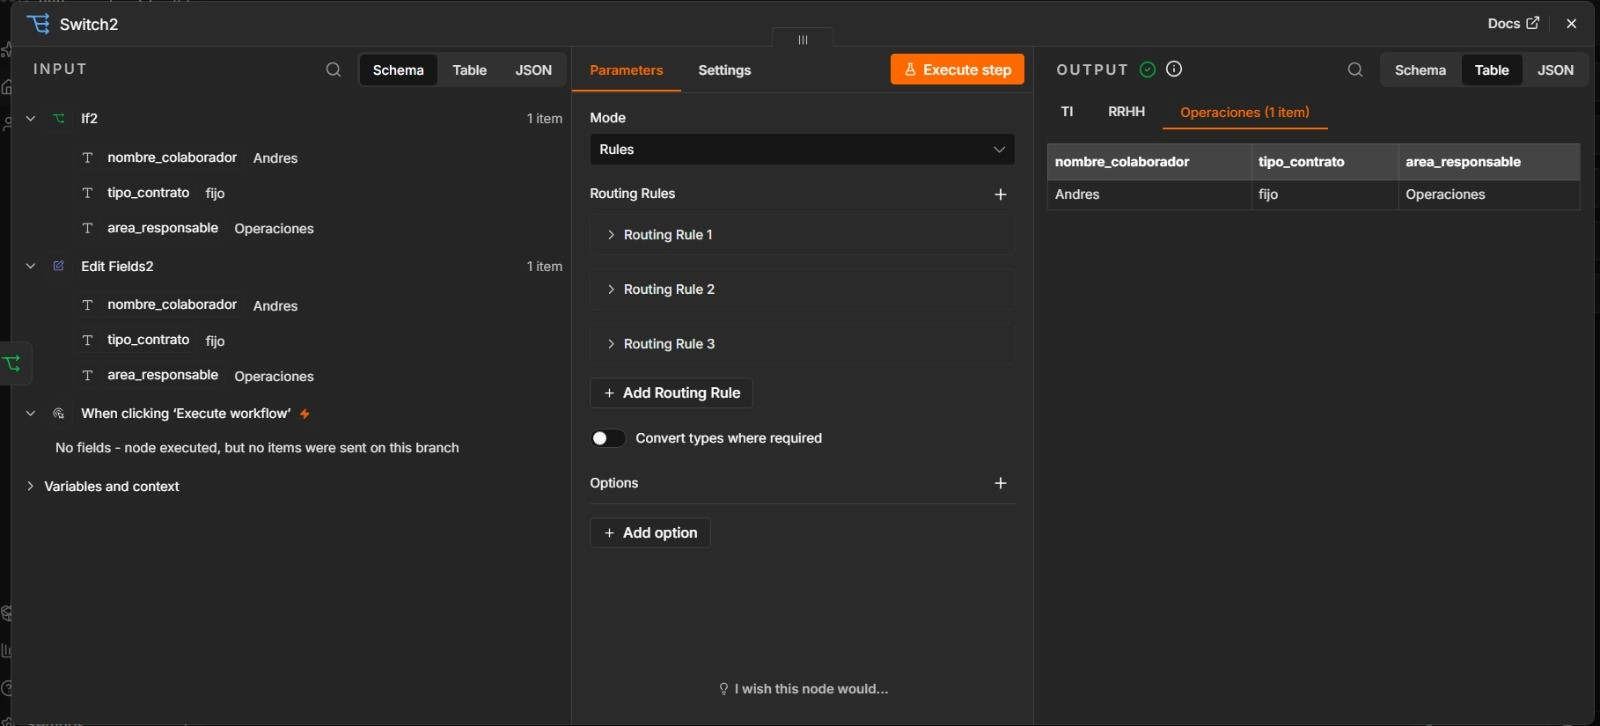 Switch2
Docs
INPUT
Schema
Table
JSON
If2
1 item
T nombre_colaborador Andres
T tipo_contrato fijo
T area_responsable Operaciones
Edit Fields2
1 item
T nombre_colaborador Andres
T tipo_contrato fijo
T area_responsable Operaciones
When clicking ‘Execute workflow’
No fields - node executed, but no items were sent on this branch
Variables and context
Parameters
Settings
Execute step
Mode
Rules
Routing Rules
Routing Rule 1
Routing Rule 2
Routing Rule 3
Add Routing Rule
Convert types where required
Options
Add option
I wish this node would...
OUTPUT
Schema
Table
JSON
TI
RRHH
Operaciones (1 item)
nombre_colaborador tipo_contrato area_responsable
Andres fijo Operaciones